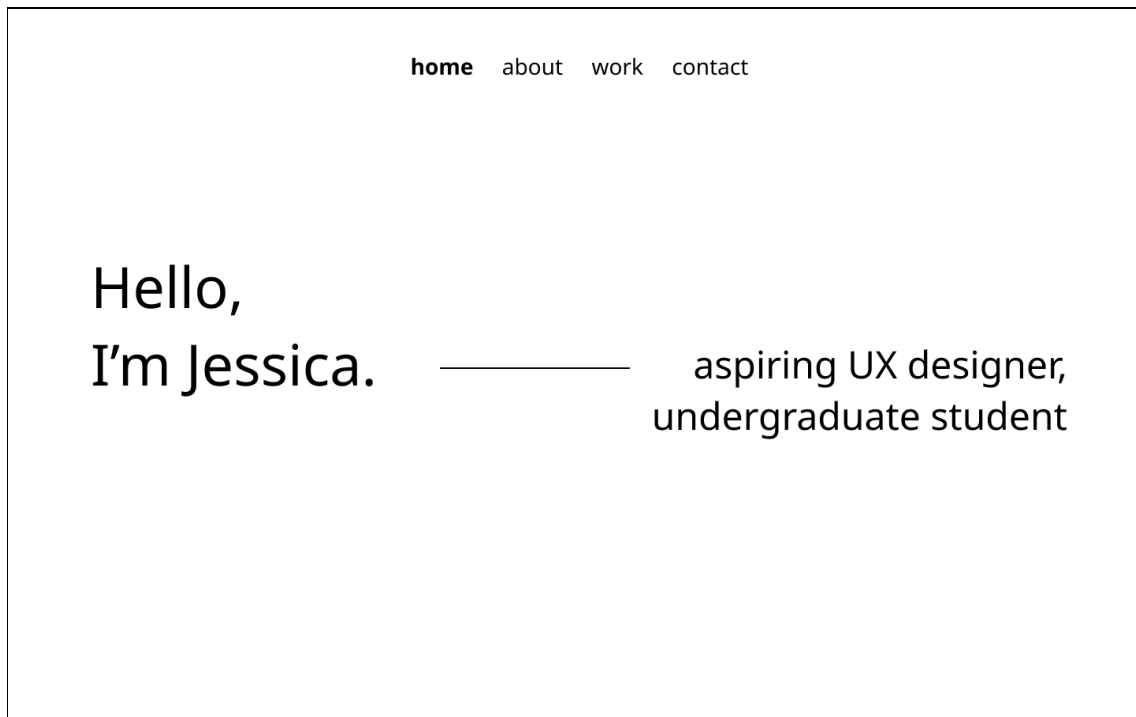 home about work contact
Hello,
I’m Jessica.
aspiring UX designer,
undergraduate student